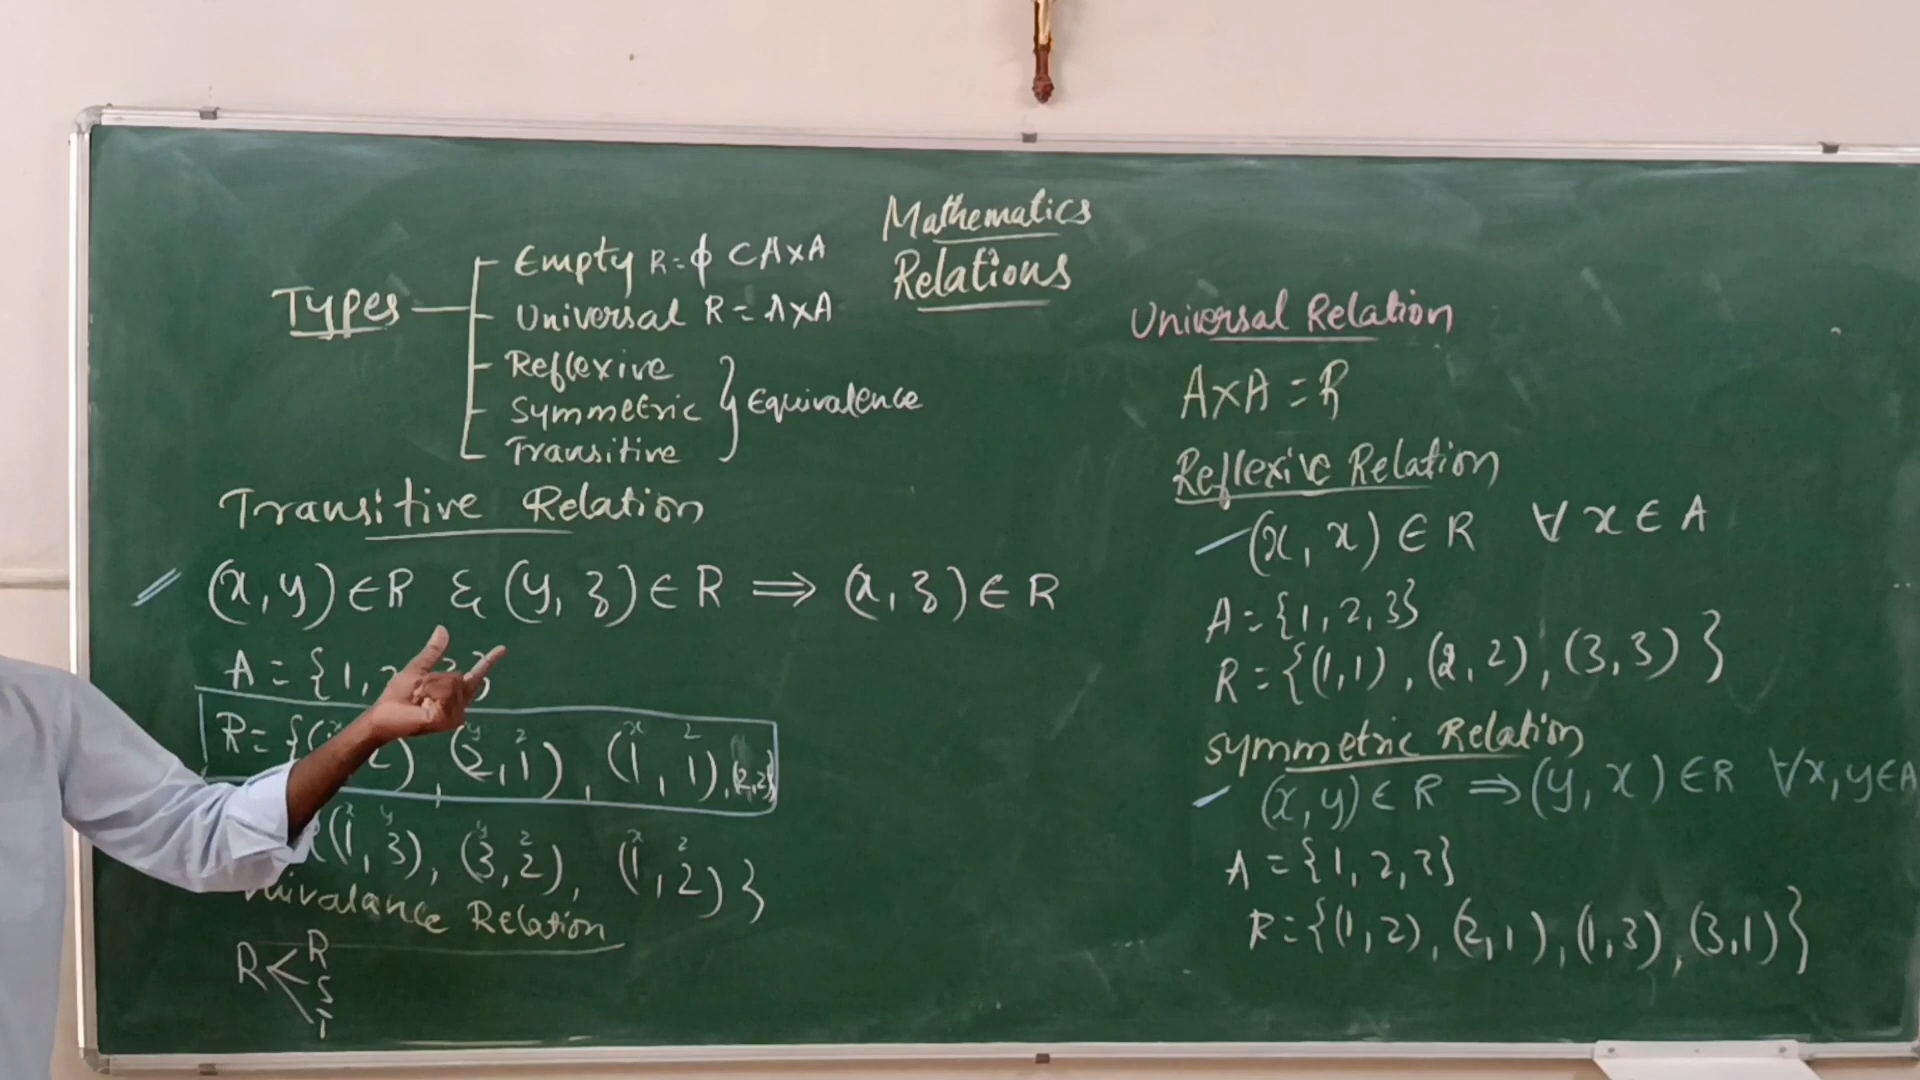 Mathematics
Relations
Types
Empty R=ϕ ⊂ A×A
Universal R = A×A
Reflexive
Symmetric
Transitive
} Equivalence
Transitive Relation
(x,y)∈R & (y,z)∈R ⟹ (x,z)∈R
A = {1,
R= { (2,1), (1,1),(2,2)}
x y y z x z
(1,3), (3,2), (1,2)}
Relation
R < R
S
T
Universal Relation
A×A = R
Reflexive Relation
(x,x) ∈ R ∀ x ∈ A
A = {1,2,3}
R = {(1,1), (2,2), (3,3)}
Symmetric Relation
(x,y) ∈ R ⟹ (y,x) ∈R ∀x,y∈A
A = {1,2,3}
R = {(1,2), (2,1), (1,3), (3,1)}